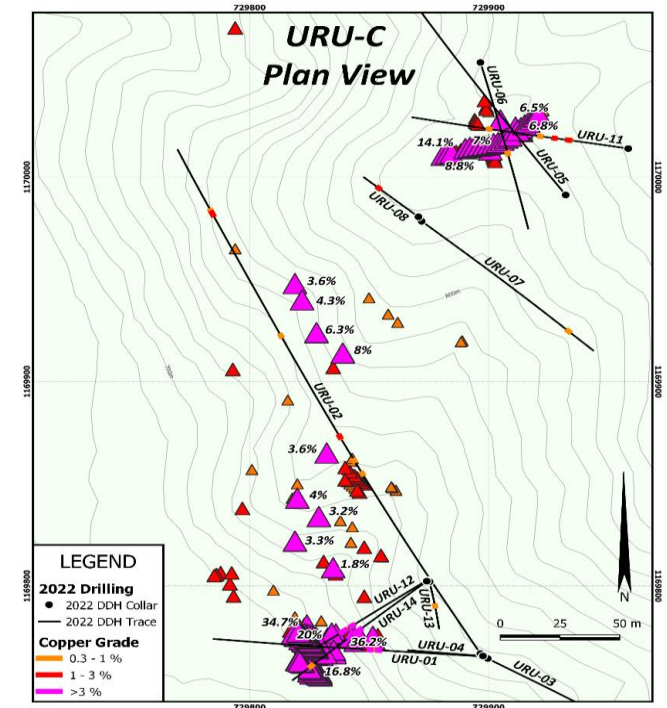 729800
729900
URU-C
Plan View
URU-06
6.5%
6.8%
7%
14.1%
8.8%
URU-11
URU-05
1170000
1170000
URU-08
URU-07
600m
3.6%
4.3%
6.3%
8%
700m
1169900
1169900
URU-02
3.6%
4%
3.2%
3.3%
1.8%
1169800
URU-12
URU-14
URU-13
34.7%
20%
36.2%
16.8%
URU-04
URU-01
URU-03
N
0 25 50 m
LEGEND
2022 Drilling
2022 DDH Collar
2022 DDH Trace
Copper Grade
0.3 - 1 %
1 - 3 %
>3 %
729800
729900